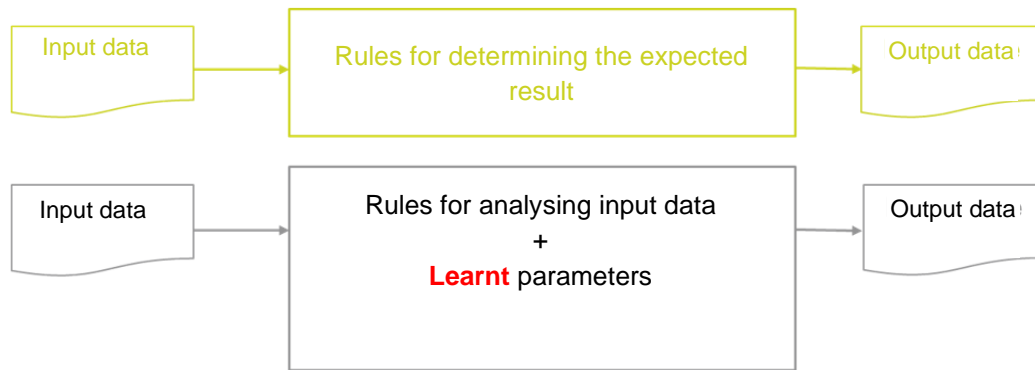 Input data
Rules for determining the expected
result
Output data
Input data
Rules for analysing input data
+
Learnt parameters
Output data